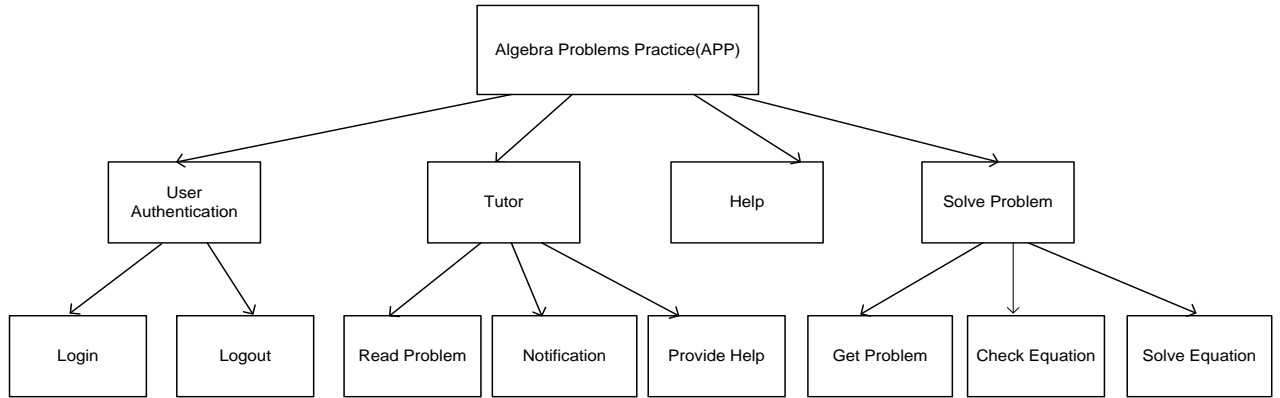 Algebra Problems Practice(APP)
User
Authentication
Tutor
Help
Solve Problem
Login
Logout
Read Problem
Notification
Provide Help
Get Problem
Check Equation
Solve Equation